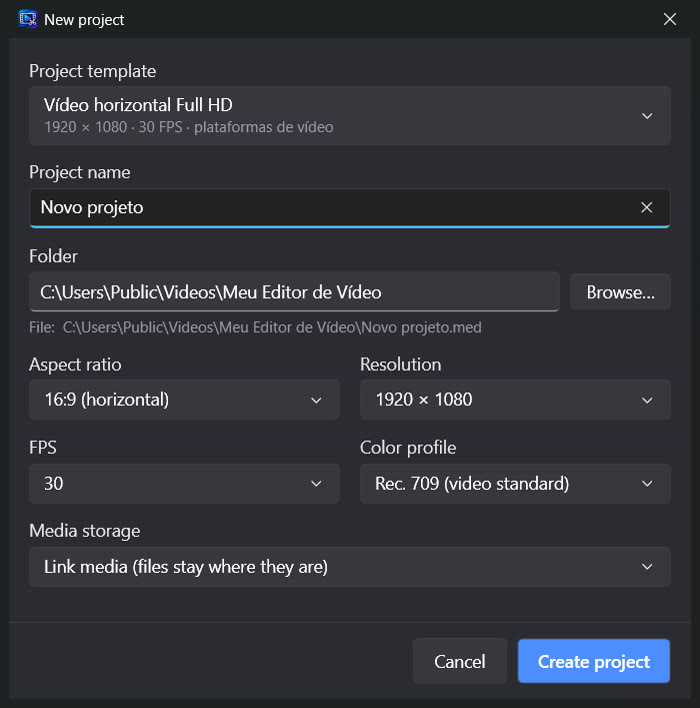 New project
Project template
Vídeo horizontal Full HD
1920 × 1080 · 30 FPS · plataformas de vídeo
Project name
Novo projeto
Folder
C:\Users\Public\Videos\Meu Editor de Vídeo
Browse...
File: C:\Users\Public\Videos\Meu Editor de Vídeo\Novo projeto.med
Aspect ratio
Resolution
16:9 (horizontal)
1920 × 1080
FPS
Color profile
30
Rec. 709 (video standard)
Media storage
Link media (files stay where they are)
Cancel
Create project